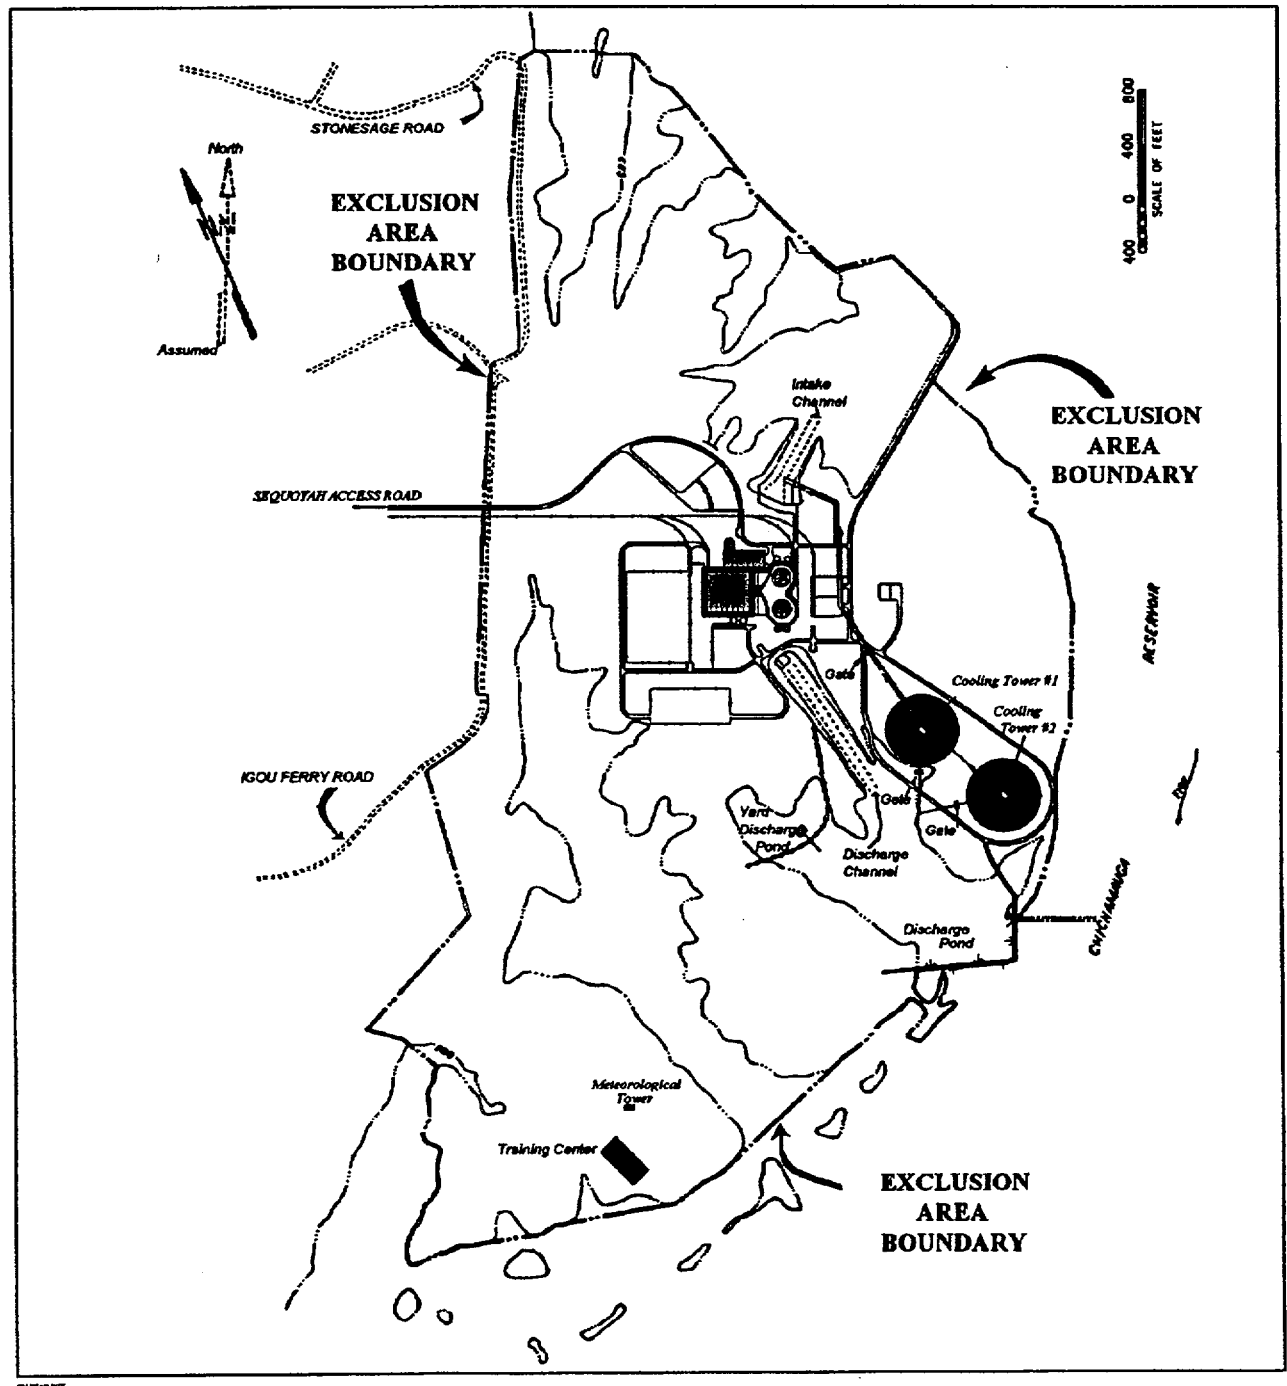 STONESAGE ROAD
North
Assumed
EXCLUSION
AREA
BOUNDARY
400 0 400 800
SCALE OF FEET
Intake
Channel
EXCLUSION
AREA
BOUNDARY
SEQUOYAH ACCESS ROAD
RESERVOIR
Gate
Cooling Tower #1
Cooling
Tower #2
IGOU FERRY ROAD
Gate
Gate
Yard
Discharge
Pond
Discharge
Channel
CHICHAMAUGA
Discharge
Pond
Meteorological
Tower
Training Center
EXCLUSION
AREA
BOUNDARY